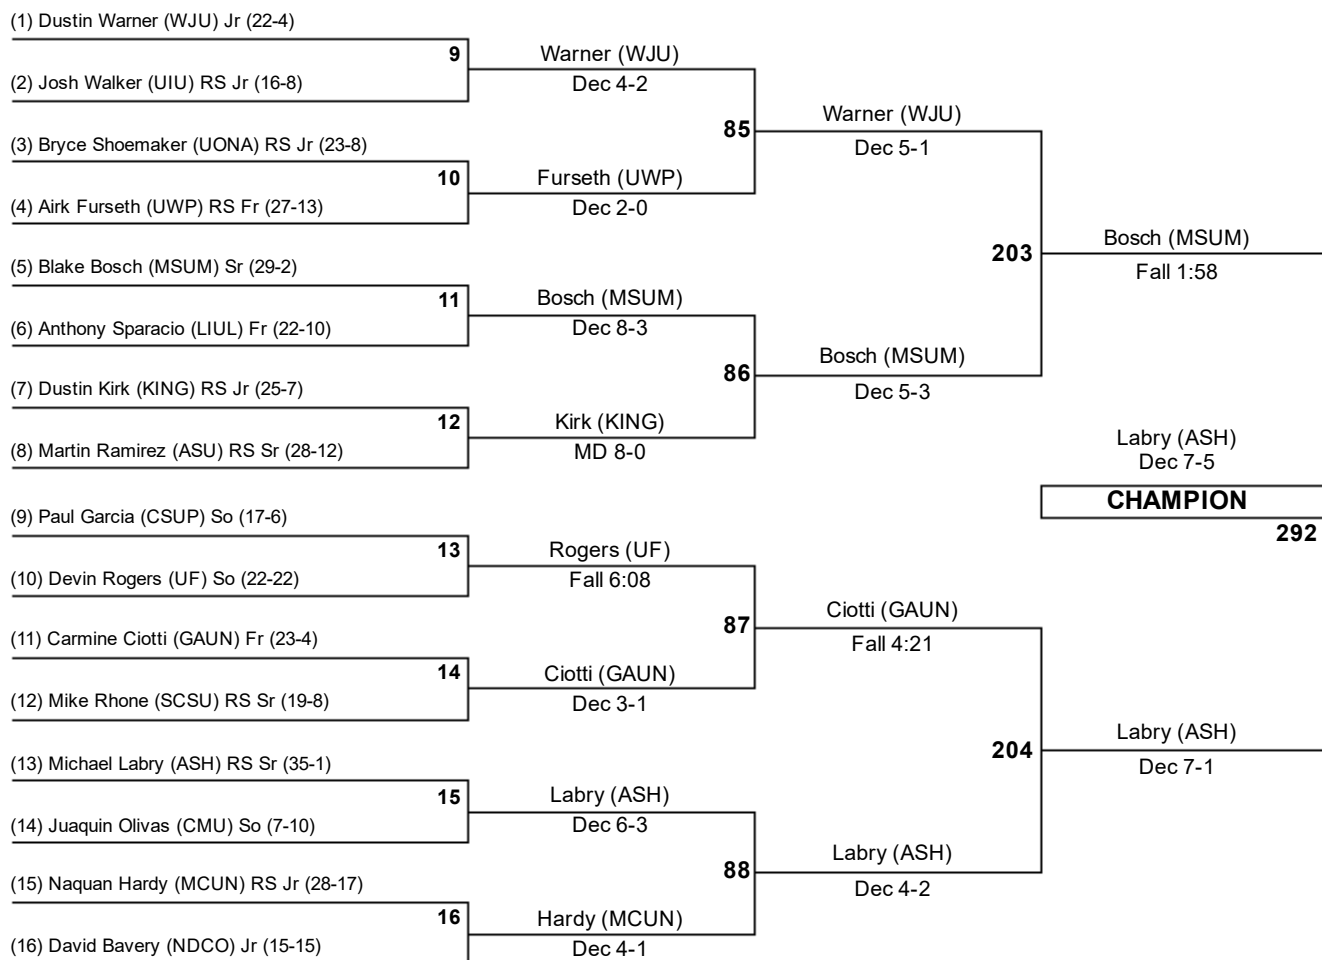 (1) Dustin Warner (WJU) Jr (22-4)
9
(2) Josh Walker (UIU) RS Jr (16-8)
Warner (WJU)
Dec 4-2
85
(3) Bryce Shoemaker (UONA) RS Jr (23-8)
10
(4) Airk Furseth (UWP) RS Fr (27-13)
Furseth (UWP)
Dec 2-0
Warner (WJU)
Dec 5-1
203
(5) Blake Bosch (MSUM) Sr (29-2)
11
(6) Anthony Sparacio (LIUL) Fr (22-10)
Bosch (MSUM)
Dec 8-3
86
(7) Dustin Kirk (KING) RS Jr (25-7)
12
(8) Martin Ramirez (ASU) RS Sr (28-12)
Kirk (KING)
MD 8-0
Bosch (MSUM)
Dec 5-3
Bosch (MSUM)
Fall 1:58
Labry (ASH)
Dec 7-5
CHAMPION
292
(9) Paul Garcia (CSUP) So (17-6)
13
(10) Devin Rogers (UF) So (22-22)
Rogers (UF)
Fall 6:08
87
(11) Carmine Ciotti (GAUN) Fr (23-4)
14
(12) Mike Rhone (SCSU) RS Sr (19-8)
Ciotti (GAUN)
Dec 3-1
Ciotti (GAUN)
Fall 4:21
204
(13) Michael Labry (ASH) RS Sr (35-1)
15
(14) Juaquin Olivas (CMU) So (7-10)
Labry (ASH)
Dec 6-3
88
(15) Naquan Hardy (MCUN) RS Jr (28-17)
16
(16) David Bavery (NDCO) Jr (15-15)
Hardy (MCUN)
Dec 4-1
Labry (ASH)
Dec 4-2
Labry (ASH)
Dec 7-1